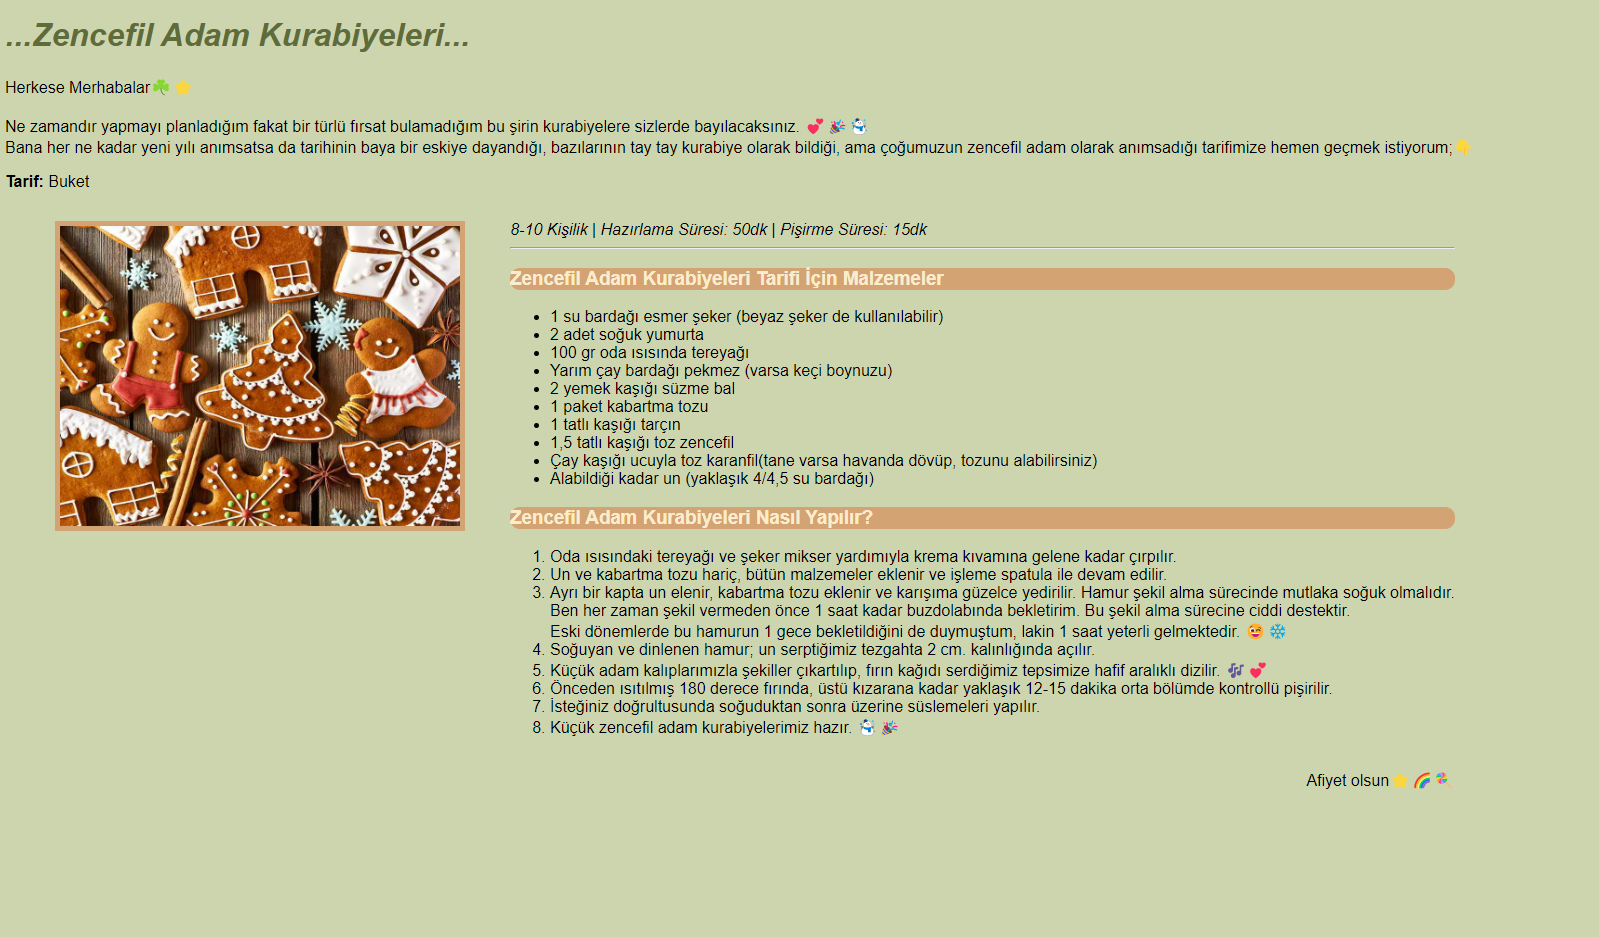 ...Zencefil Adam Kurabiyeleri...
Herkese Merhabalar☘️ ⭐
Ne zamandır yapmayı planladığım fakat bir türlü fırsat bulamadığım bu şirin kurabiyelere sizlerde bayılacaksınız. 💕 🎉 ⛄
Bana her ne kadar yeni yılı anımsatsa da tarihinin baya bir eskiye dayandığı, bazılarının tay tay kurabiye olarak bildiği, ama çoğumuzun zencefil adam olarak anımsadığı tarifimize hemen geçmek istiyorum;👇
Tarif: Buket
8-10 Kişilik | Hazırlama Süresi: 50dk | Pişirme Süresi: 15dk
Zencefil Adam Kurabiyeleri Tarifi İçin Malzemeler
• 1 su bardağı esmer şeker (beyaz şeker de kullanılabilir)
• 2 adet soğuk yumurta
• 100 gr oda ısısında tereyağı
• Yarım çay bardağı pekmez (varsa keçi boynuzu)
• 2 yemek kaşığı süzme bal
• 1 paket kabartma tozu
• 1 tatlı kaşığı tarçın
• 1,5 tatlı kaşığı toz zencefil
• Çay kaşığı ucuyla toz karanfil(tane varsa havanda dövüp, tozunu alabilirsiniz)
• Alabildiği kadar un (yaklaşık 4/4,5 su bardağı)
Zencefil Adam Kurabiyeleri Nasıl Yapılır?
1. Oda ısısındaki tereyağı ve şeker mikser yardımıyla krema kıvamına gelene kadar çırpılır.
2. Un ve kabartma tozu hariç, bütün malzemeler eklenir ve işleme spatula ile devam edilir.
3. Ayrı bir kapta un elenir, kabartma tozu eklenir ve karışıma güzelce yedirilir. Hamur şekil alma sürecinde mutlaka soğuk olmalıdır.
Ben her zaman şekil vermeden önce 1 saat kadar buzdolabında bekletirim. Bu şekil alma sürecine ciddi destektir.
Eski dönemlerde bu hamurun 1 gece bekletildiğini de duymuştum, lakin 1 saat yeterli gelmektedir. 😜 ❄️
4. Soğuyan ve dinlenen hamur; un serptiğimiz tezgahta 2 cm. kalınlığında açılır.
5. Küçük adam kalıplarımızla şekiller çıkartılıp, fırın kağıdı serdiğimiz tepsimize hafif aralıklı dizilir. 🎶 💕
6. Önceden ısıtılmış 180 derece fırında, üstü kızarana kadar yaklaşık 12-15 dakika orta bölümde kontrollü pişirilir.
7. İsteğiniz doğrultusunda soğuduktan sonra üzerine süslemeleri yapılır.
8. Küçük zencefil adam kurabiyelerimiz hazır. ⛄ 🎉
Afiyet olsun⭐ 🌈 🍭